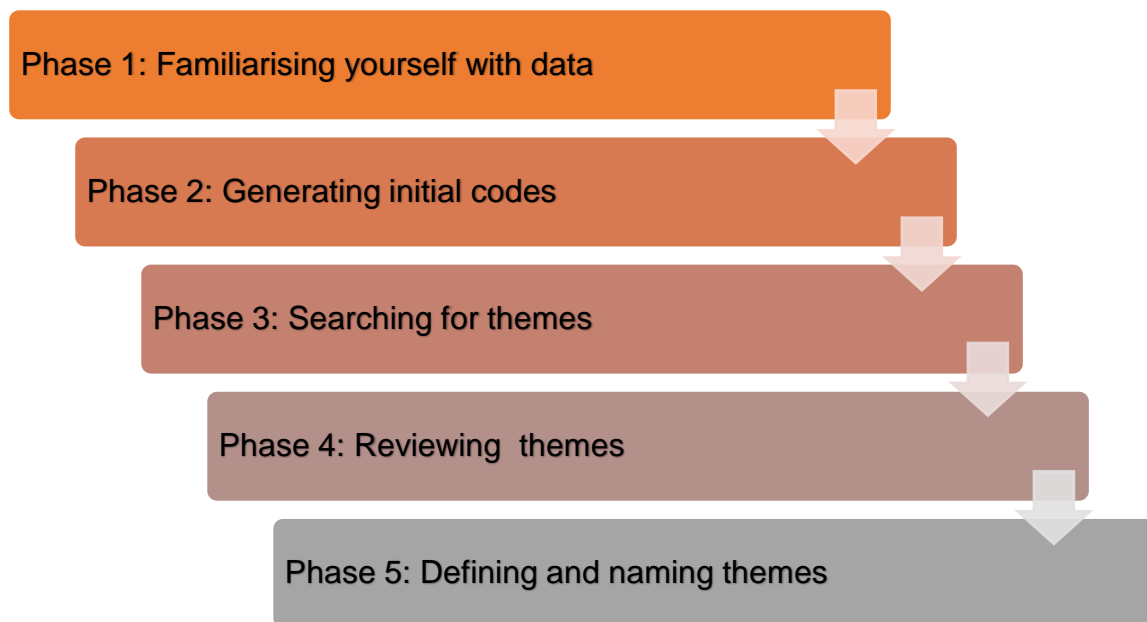 Phase 1: Familiarising yourself with data
Phase 2: Generating initial codes
Phase 3: Searching for themes
Phase 4: Reviewing  themes
Phase 5: Defining and naming themes